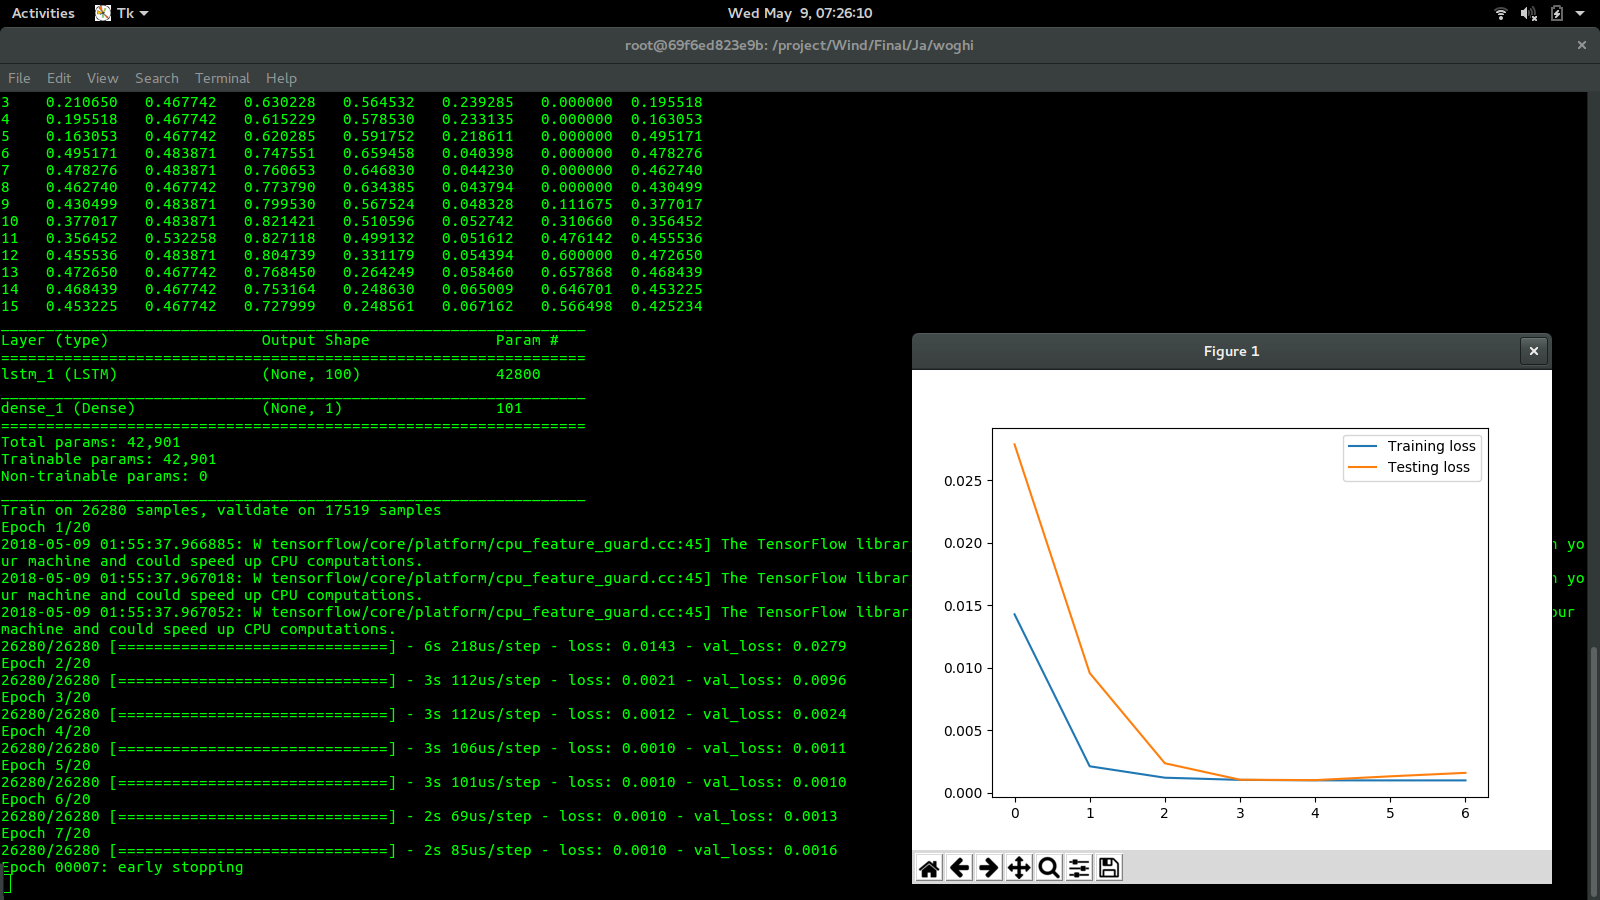 Activities Tk Wed May 9, 07:26:10
root@69f6ed823e9b: /project/Wind/Final/Ja/woghi
File Edit View Search Terminal Help
3 0.210650 0.467742 0.630228 0.564532 0.239285 0.000000 0.195518
4 0.195518 0.467742 0.615229 0.578530 0.233135 0.000000 0.163053
5 0.163053 0.467742 0.620285 0.591752 0.218611 0.000000 0.495171
6 0.495171 0.483871 0.747551 0.659458 0.040398 0.000000 0.478276
7 0.478276 0.483871 0.760653 0.646830 0.044230 0.000000 0.462740
8 0.462740 0.467742 0.773790 0.634385 0.043794 0.000000 0.430499
9 0.430499 0.483871 0.799530 0.567524 0.048328 0.111675 0.377017
10 0.377017 0.483871 0.821421 0.510596 0.052742 0.310660 0.356452
11 0.356452 0.532258 0.827118 0.499132 0.051612 0.476142 0.455536
12 0.455536 0.483871 0.804739 0.331179 0.054394 0.600000 0.472650
13 0.472650 0.467742 0.768450 0.264249 0.058460 0.657868 0.468439
14 0.468439 0.467742 0.753164 0.248630 0.065009 0.646701 0.453225
15 0.453225 0.467742 0.727999 0.248561 0.067162 0.566498 0.425234
_________________________________________________________________
Layer (type) Output Shape Param #
=================================================================
lstm_1 (LSTM) (None, 100) 42800
_________________________________________________________________
dense_1 (Dense) (None, 1) 101
=================================================================
Total params: 42,901
Trainable params: 42,901
Non-trainable params: 0
_________________________________________________________________
Train on 26280 samples, validate on 17519 samples
Epoch 1/20
2018-05-09 01:55:37.966885: W tensorflow/core/platform/cpu_feature_guard.cc:45] The TensorFlow librar n yo
ur machine and could speed up CPU computations.
2018-05-09 01:55:37.967018: W tensorflow/core/platform/cpu_feature_guard.cc:45] The TensorFlow librar n yo
ur machine and could speed up CPU computations.
2018-05-09 01:55:37.967052: W tensorflow/core/platform/cpu_feature_guard.cc:45] The TensorFlow librar our
machine and could speed up CPU computations.
26280/26280 [==============================] - 6s 218us/step - loss: 0.0143 - val_loss: 0.0279
Epoch 2/20
26280/26280 [==============================] - 3s 112us/step - loss: 0.0021 - val_loss: 0.0096
Epoch 3/20
26280/26280 [==============================] - 3s 112us/step - loss: 0.0012 - val_loss: 0.0024
Epoch 4/20
26280/26280 [==============================] - 3s 106us/step - loss: 0.0010 - val_loss: 0.0011
Epoch 5/20
26280/26280 [==============================] - 3s 101us/step - loss: 0.0010 - val_loss: 0.0010
Epoch 6/20
26280/26280 [==============================] - 2s 69us/step - loss: 0.0010 - val_loss: 0.0013
Epoch 7/20
26280/26280 [==============================] - 2s 85us/step - loss: 0.0010 - val_loss: 0.0016
Epoch 00007: early stopping
Figure 1
Training loss
Testing loss
0.025
0.020
0.015
0.010
0.005
0.000
0 1 2 3 4 5 6